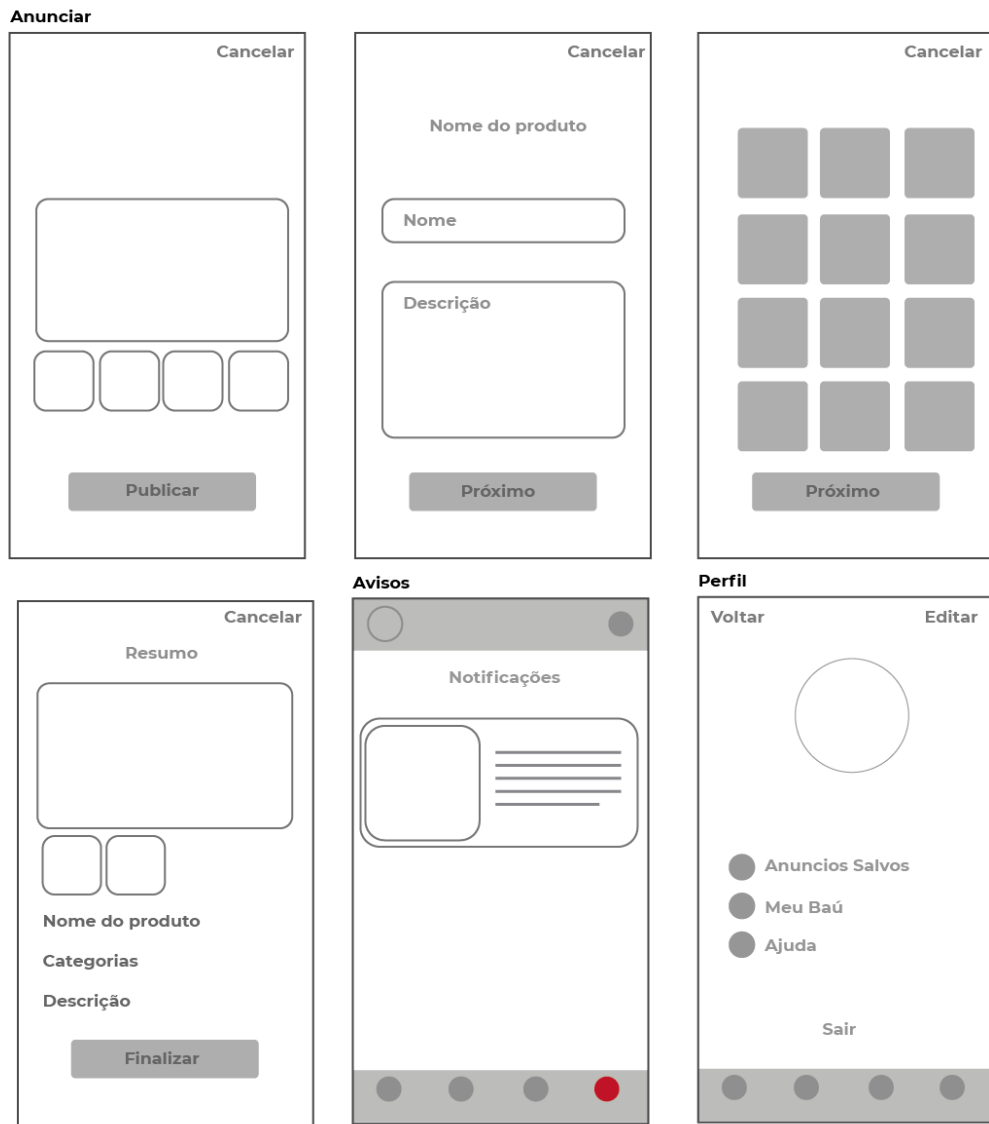 Anunciar
Cancelar
Publicar
Cancelar
Nome do produto
Nome
Descrição
Próximo
Cancelar
Próximo
Cancelar
Resumo
Nome do produto
Categorias
Descrição
Finalizar
Avisos
Notificações
Perfil
Voltar
Editar
Anuncios Salvos
Meu Baú
Ajuda
Sair